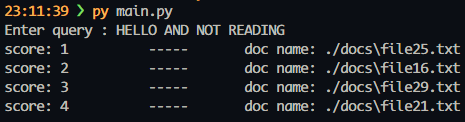 23:11:39 ❯ py main.py
Enter query : HELLO AND NOT READING
score: 1          -----       doc name: ./docs\file25.txt
score: 2          -----       doc name: ./docs\file16.txt
score: 3          -----       doc name: ./docs\file29.txt
score: 4          -----       doc name: ./docs\file21.txt